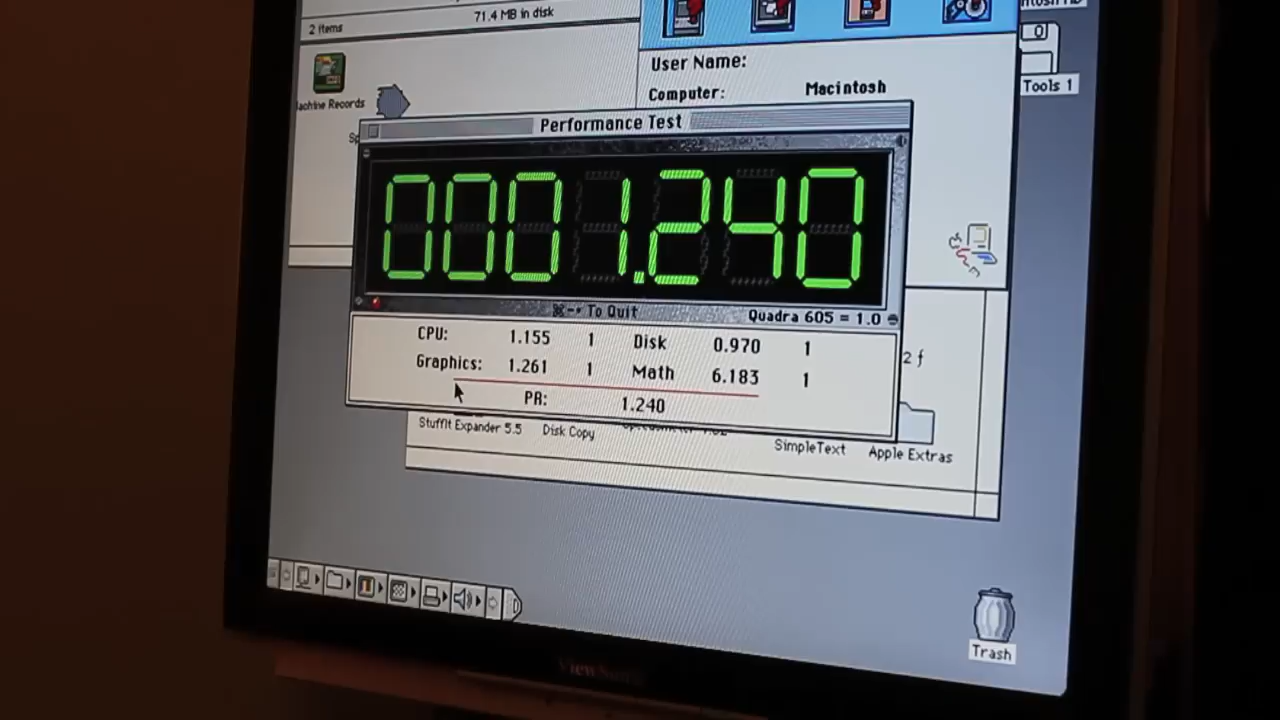 71.4 MB in disk
2 items
User Name:
Computer: Macintosh
Tools 1
Performance Test
0001.240
⌘-. To Quit
Quadra 605 = 1.0
CPU: 1.155 1 Disk 0.970 1
Graphics: 1.261 1 Math 6.183 1
PR: 1.240
2 f
StuffIt Expander 5.5
Disk Copy
SimpleText
Apple Extras
Trash